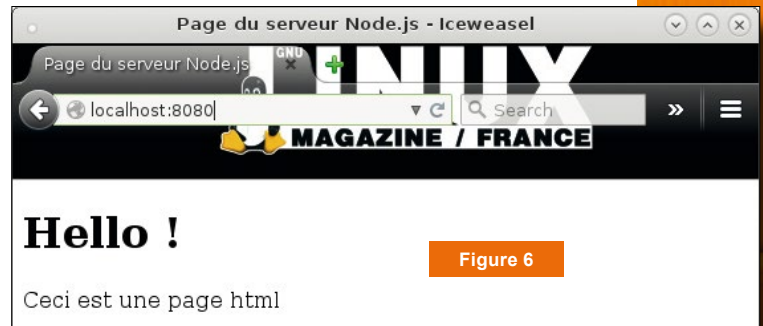 Page du serveur Node.js - Iceweasel
Page du serveur Node.js
GNU
LINUX
localhost:8080
Search
MAGAZINE / FRANCE
Hello !
Figure 6
Ceci est une page html